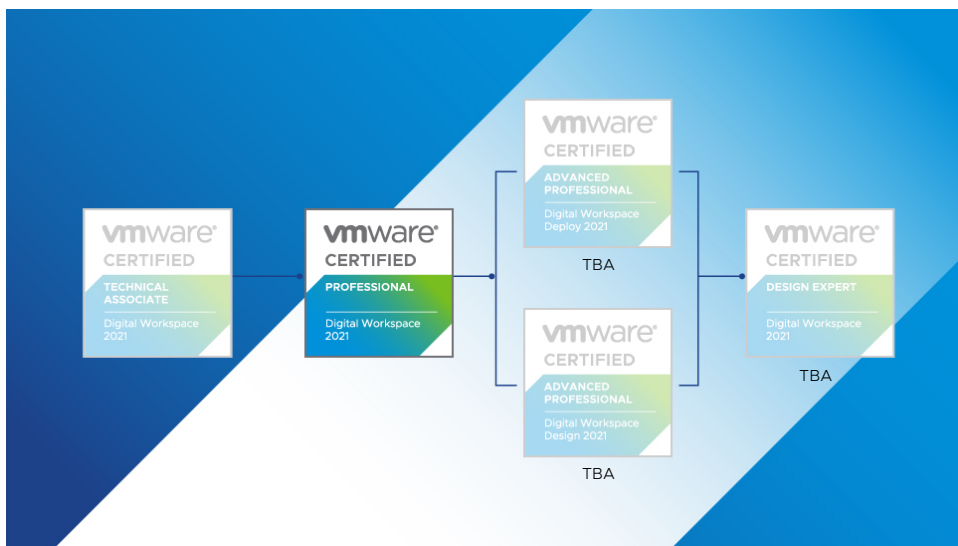 vmware®
CERTIFIED
TECHNICAL
ASSOCIATE
Digital Workspace
2021
vmware®
CERTIFIED
PROFESSIONAL
Digital Workspace
2021
vmware®
CERTIFIED
ADVANCED
PROFESSIONAL
Digital Workspace
Deploy 2021
TBA
vmware®
CERTIFIED
ADVANCED
PROFESSIONAL
Digital Workspace
Design 2021
TBA
vmware®
CERTIFIED
DESIGN EXPERT
Digital Workspace
2021
TBA